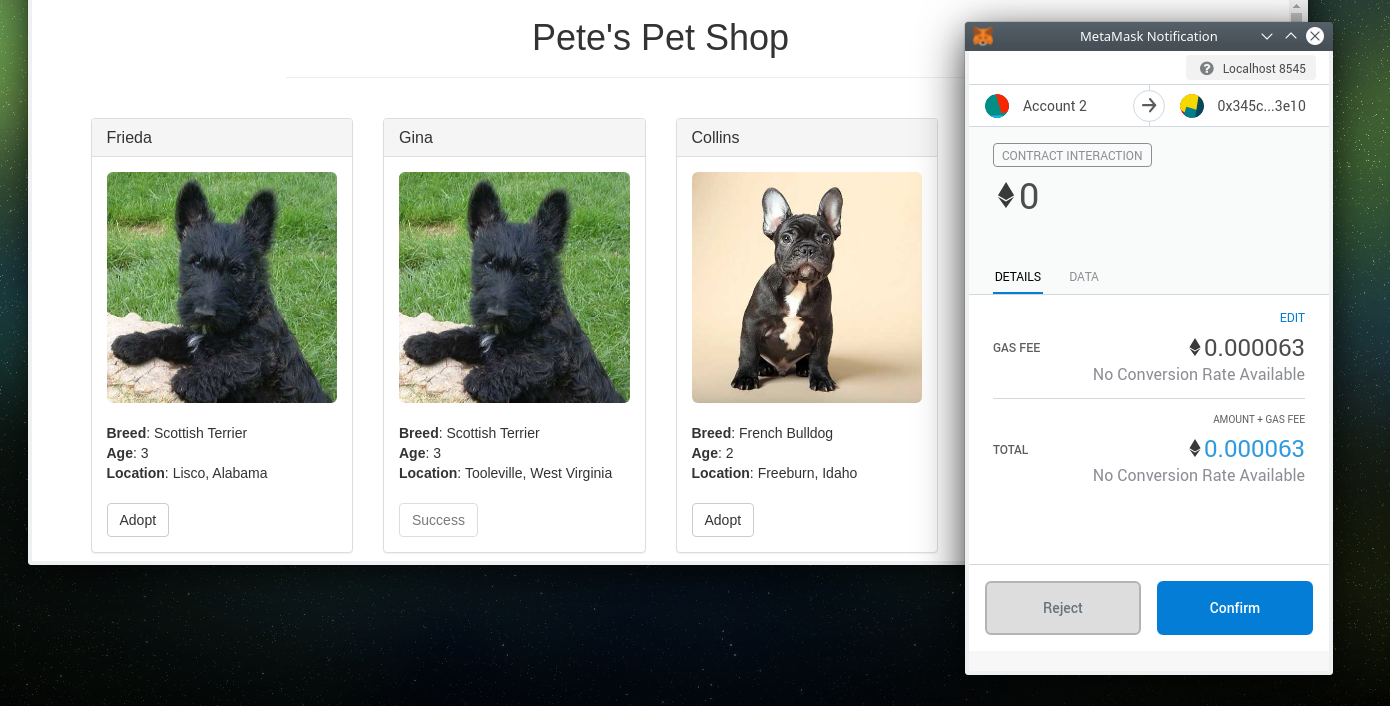 Pete's Pet Shop
Frieda
Breed: Scottish Terrier
Age: 3
Location: Lisco, Alabama
Adopt
Gina
Breed: Scottish Terrier
Age: 3
Location: Tooleville, West Virginia
Success
Collins
Breed: French Bulldog
Age: 2
Location: Freeburn, Idaho
Adopt
MetaMask Notification
? Localhost 8545
Account 2
0x345c...3e10
CONTRACT INTERACTION
0
DETAILS DATA
EDIT
GAS FEE 0.000063
No Conversion Rate Available
AMOUNT + GAS FEE
TOTAL 0.000063
No Conversion Rate Available
Reject Confirm